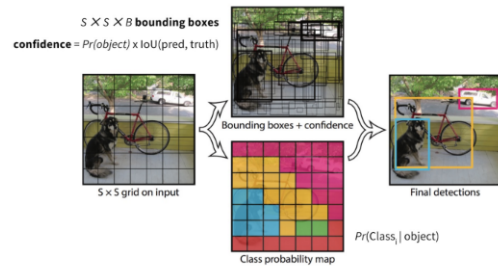 S × S × B bounding boxes
confidence = Pr(object) x IoU(pred, truth)
Bounding boxes + confidence
S × S grid on input
Final detections
Pr(Classᵢ | object)
Class probability map